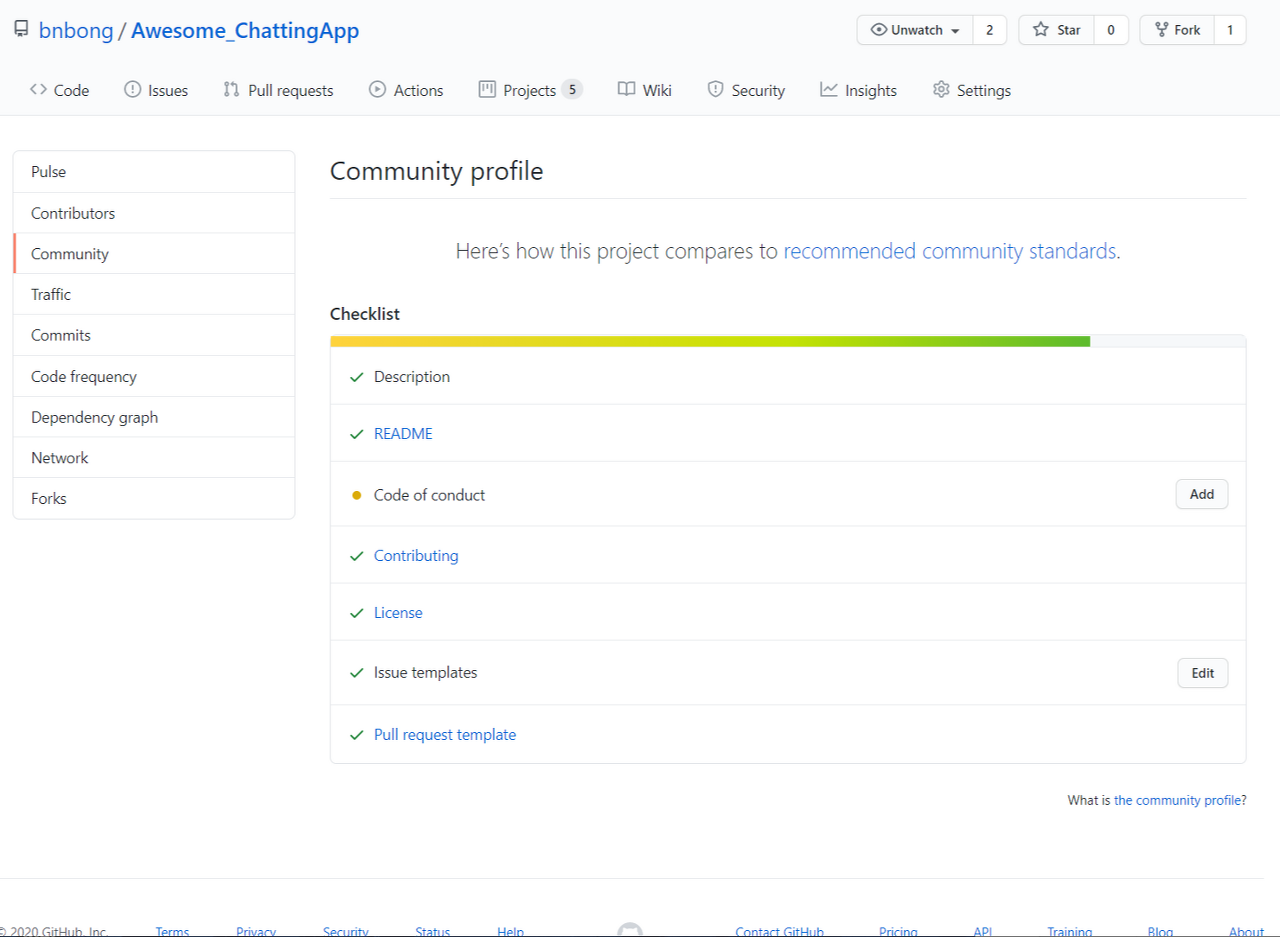 bnbong / Awesome_ChattingApp
Unwatch 2 Star 0 Fork 1
Code Issues Pull requests Actions Projects 5 Wiki Security Insights Settings
Pulse
Contributors
Community
Traffic
Commits
Code frequency
Dependency graph
Network
Forks
Community profile
Here's how this project compares to recommended community standards.
Checklist
Description
README
Code of conduct Add
Contributing
License
Issue templates Edit
Pull request template
What is the community profile?
© 2020 GitHub, Inc. Terms Privacy Security Status Help Contact GitHub Pricing API Training Blog About